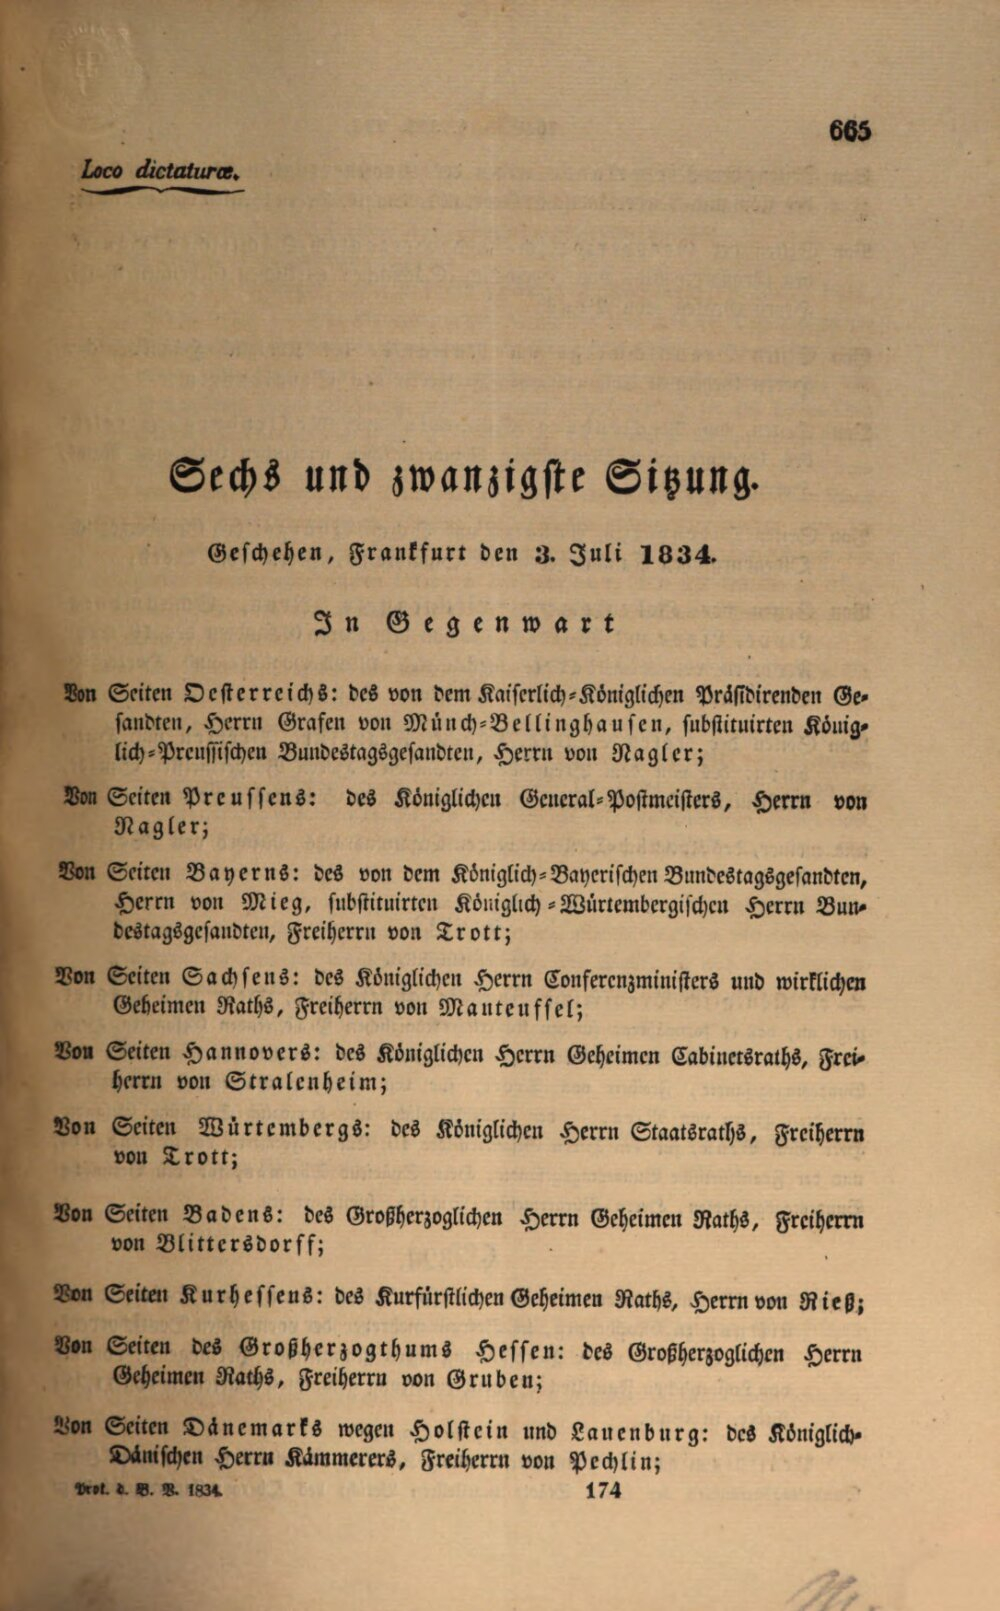 665
Loco dictaturæ.
Sechs und zwanzigste Sitzung.
Geschehen, Frankfurt den 3. Juli 1834.
In Gegenwart
Von Seiten Oesterreichs: des von dem Kaiserlich-Königlichen Präsidirenden Ge-
sandten, Herrn Grafen von Münch-Bellinghausen, substituirten König-
lich-Preussischen Bundestagsgesandten, Herrn von Nagler;
Von Seiten Preussens: des Königlichen General-Postmeisters, Herrn von
Nagler;
Von Seiten Bayerns: des von dem Königlich-Bayerischen Bundestagsgesandten,
Herrn von Mieg, substituirten Königlich-Würtembergischen Herrn Bun-
destagsgesandten, Freiherrn von Trott;
Von Seiten Sachsens: des Königlichen Herrn Conferenzministers und wirklichen
Geheimen Raths, Freiherrn von Manteuffel;
Von Seiten Hannovers: des Königlichen Herrn Geheimen Cabinetsraths, Frei-
herrn von Stralenheim;
Von Seiten Würtembergs: des Königlichen Herrn Staatsraths, Freiherrn
von Trott;
Von Seiten Badens: des Großherzoglichen Herrn Geheimen Raths, Freiherrn
von Blittersdorff;
Von Seiten Kurhessens: des Kurfürstlichen Geheimen Raths, Herrn von Rieß;
Von Seiten des Großherzogthums Hessen: des Großherzoglichen Herrn
Geheimen Raths, Freiherrn von Gruben;
Von Seiten Dänemarks wegen Holstein und Lauenburg: des Königlich-
Dänischen Herrn Kämmerers, Freiherrn von Pechlin;
Prot. d. B. V. 1834. 174